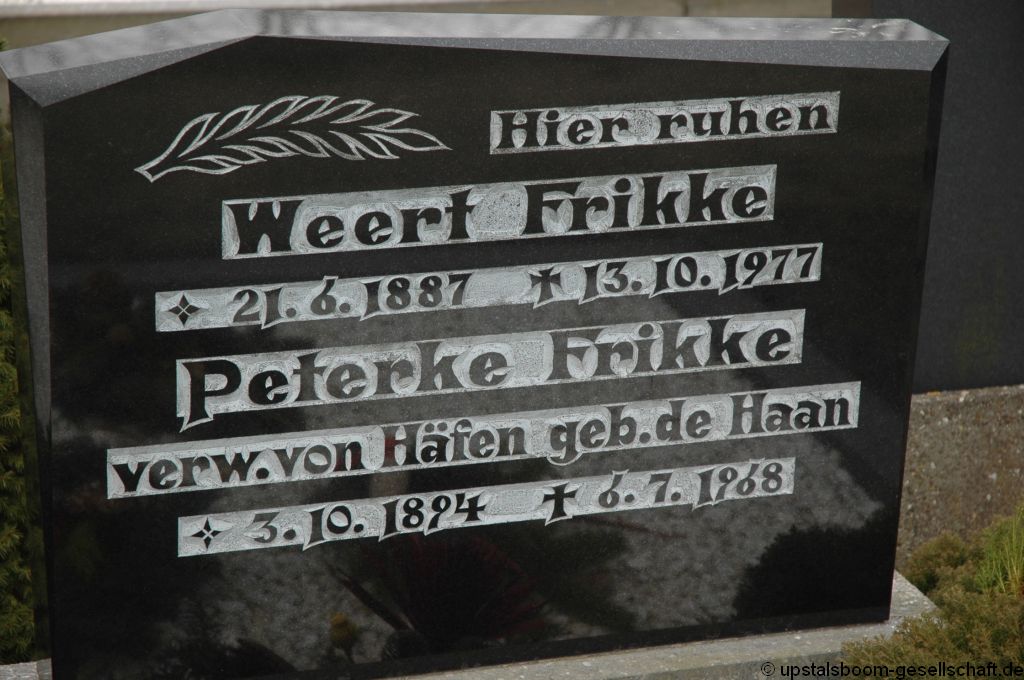 Hier ruhen
Weert Frikke
21. 6. 1887 ✝ 13. 10. 1977
Peterke Frikke
verw. von Häfen geb. de Haan
3. 10. 1894 ✝ 6. 7. 1968
© upstalsboom-gesellschaft.de